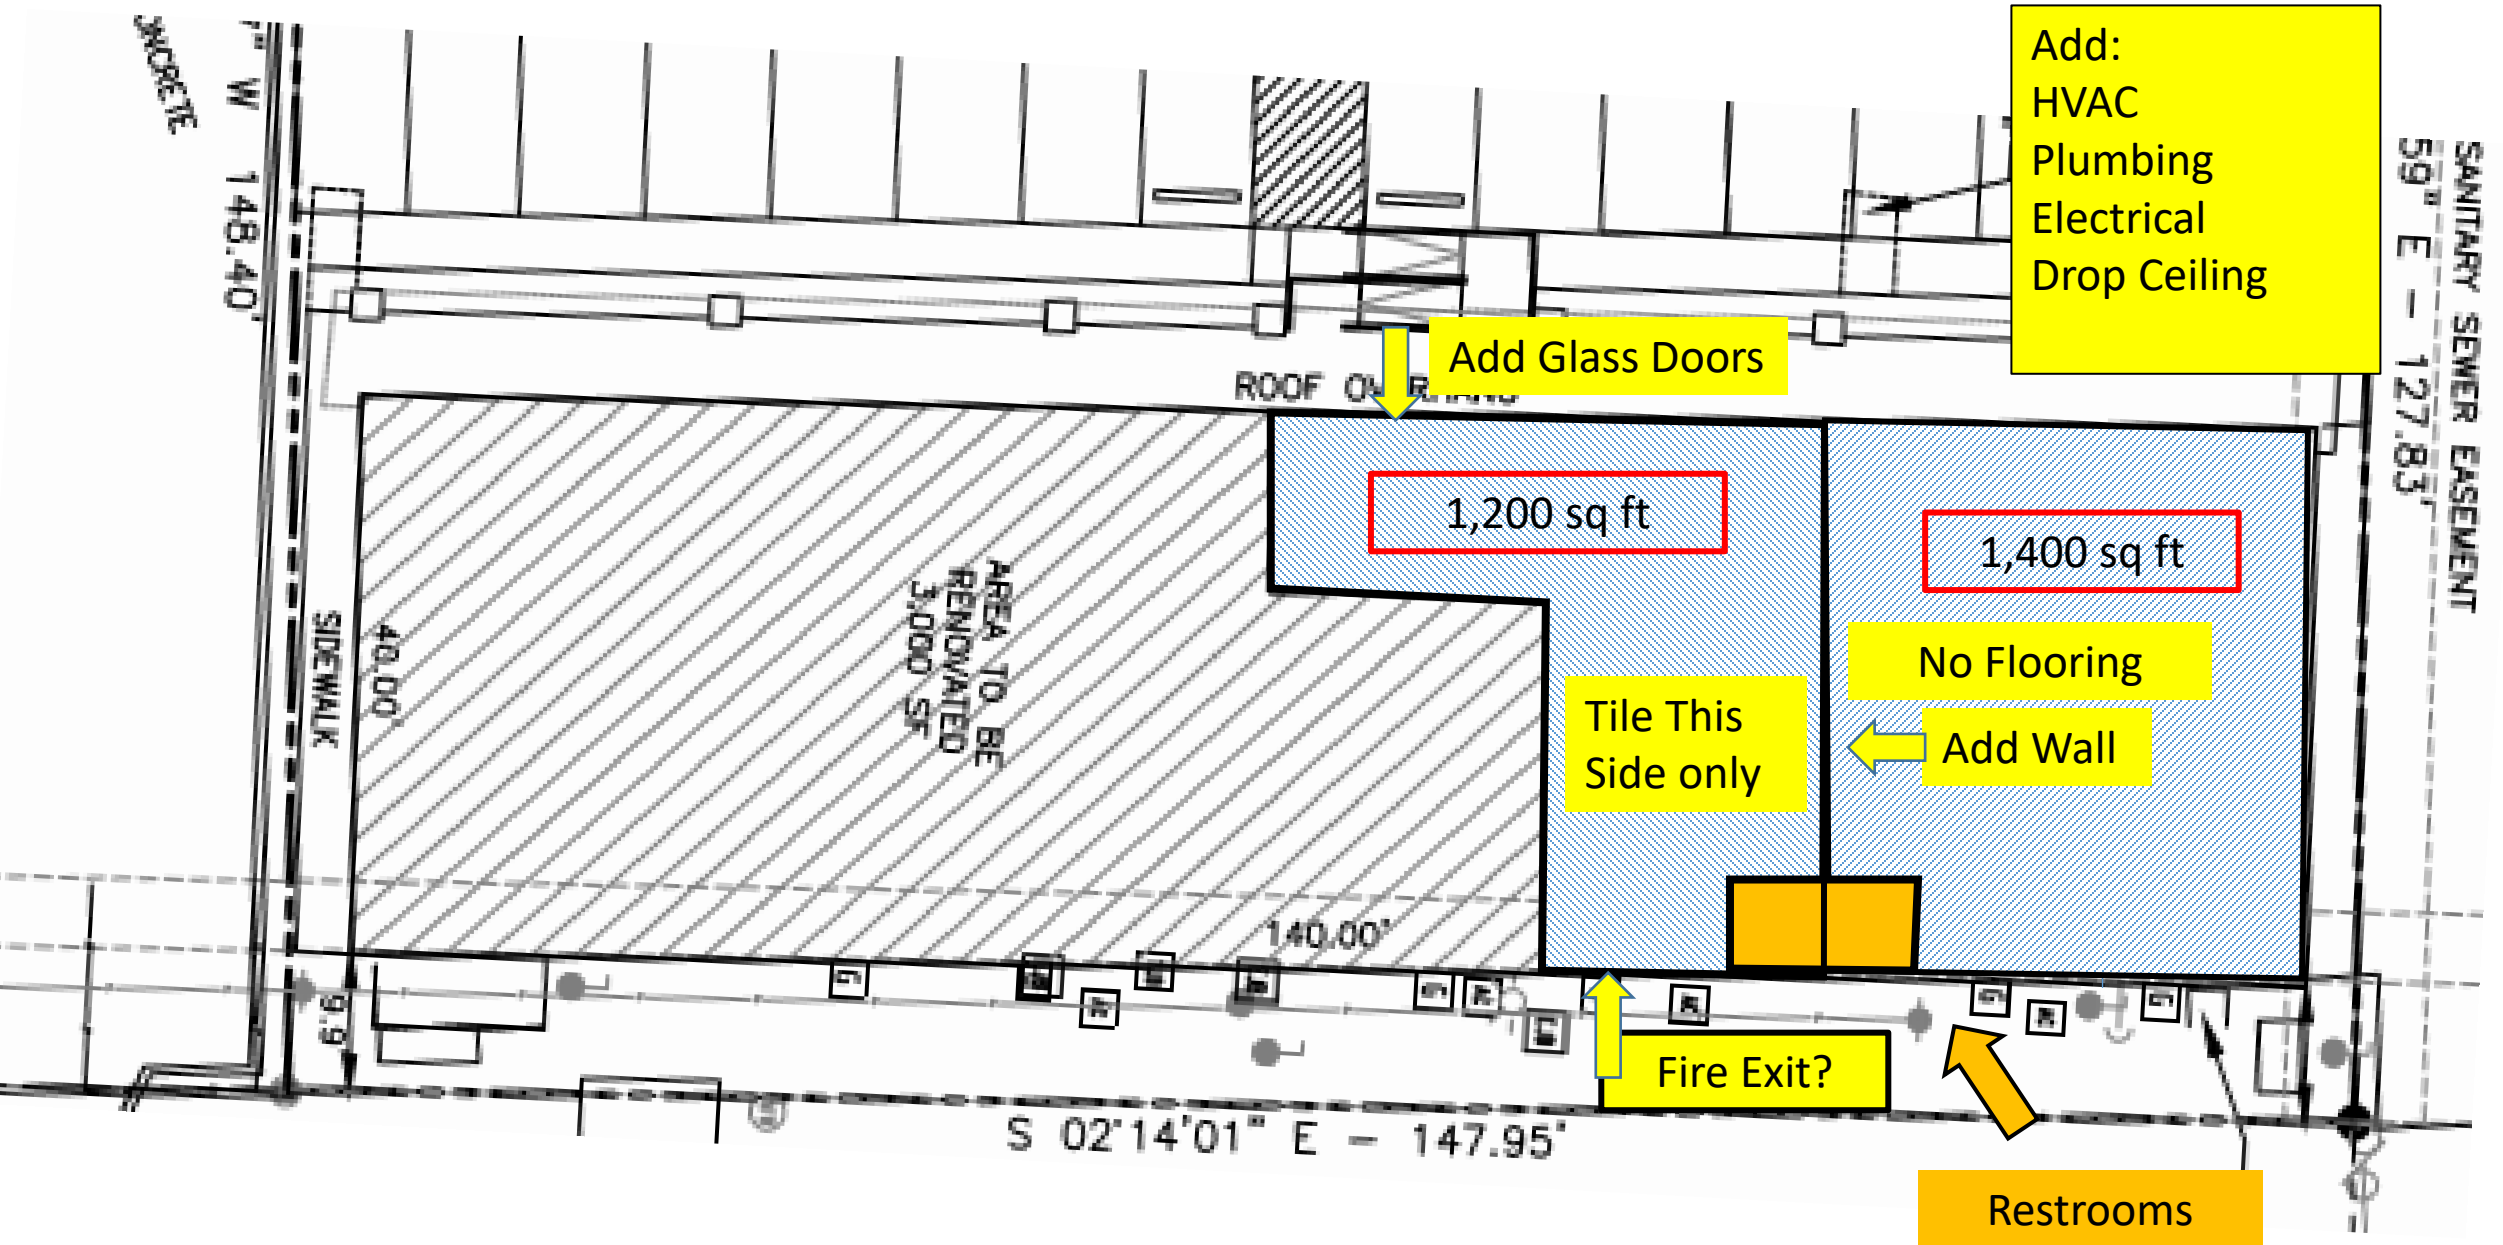 Add:
HVAC
Plumbing
Electrical
Drop Ceiling
W 148.40'
SANITARY SEWER EASEMENT
59" E - 127.83'
Add Glass Doors
ROOF
1,200 sq ft
1,400 sq ft
AREA TO BE
RENOVATED
3,000 SF
No Flooring
SIDEWALK
40.00'
Tile This
Side only
Add Wall
140.00'
9.9'
G
G
G
Fire Exit?
S 02°14'01" E - 147.95'
Restrooms